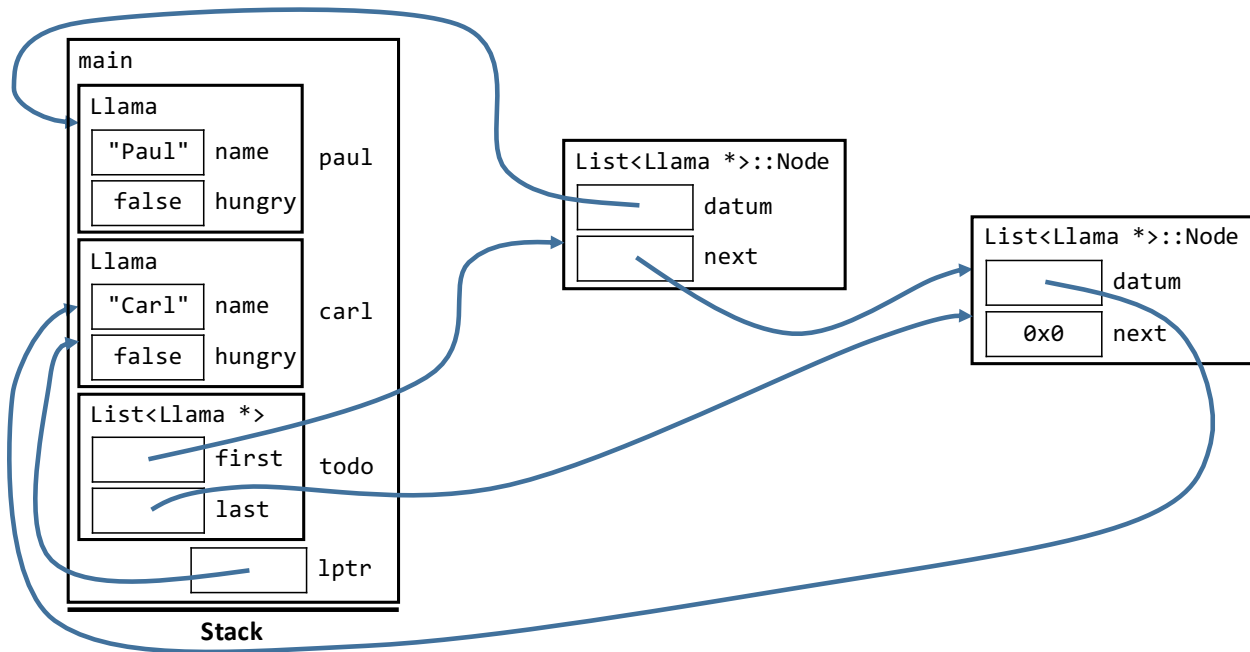 main
Llama
"Paul" name
false hungry
paul
Llama
"Carl" name
false hungry
carl
List<Llama *>
first
last
todo
lptr
Stack
List<Llama *>::Node
datum
next
List<Llama *>::Node
datum
0x0 next